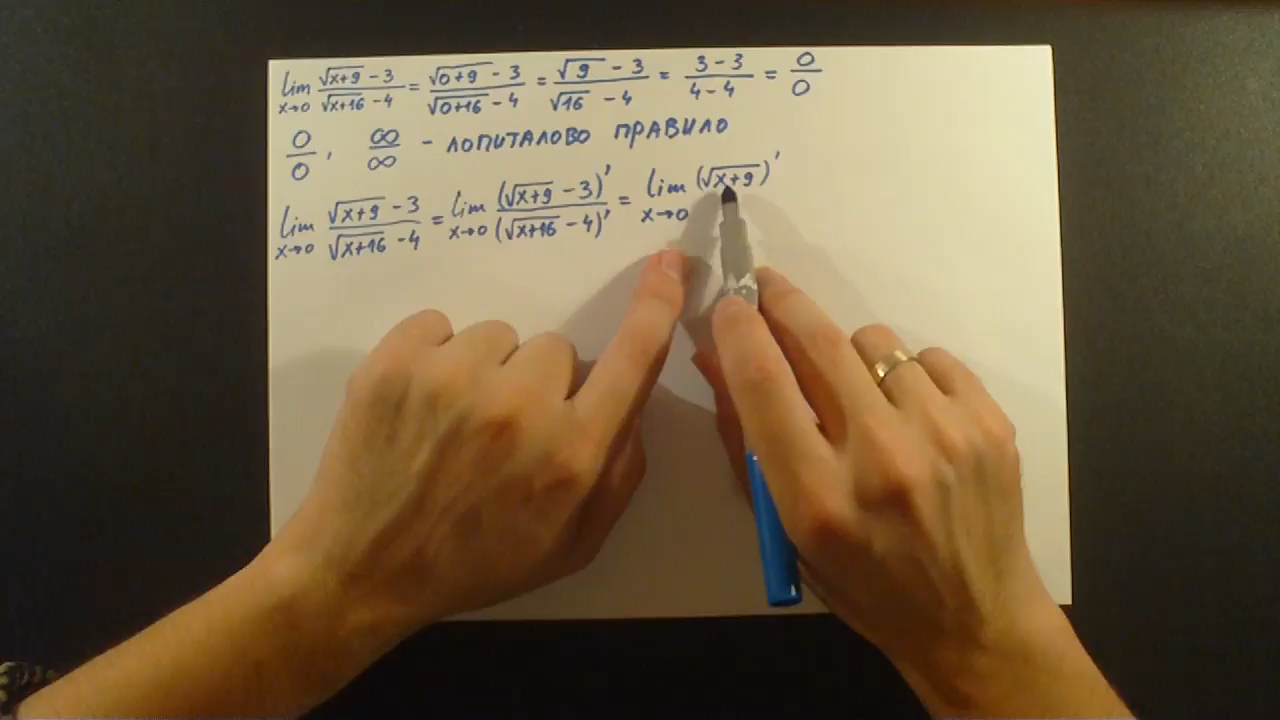 lim x→0 (√(x+9) - 3)/(√(x+16) - 4) = (√(0+9) - 3)/(√(0+16) - 4) = (√9 - 3)/(√16 - 4) = (3 - 3)/(4 - 4) = 0/0
0/0, ∞/∞ - ЛОПИТАЛОВО ПРАВИЛО
lim x→0 (√(x+9) - 3)/(√(x+16) - 4) = lim x→0 (√(x+9) - 3)'/(√(x+16) - 4)' = lim x→0 (√(x+9))'